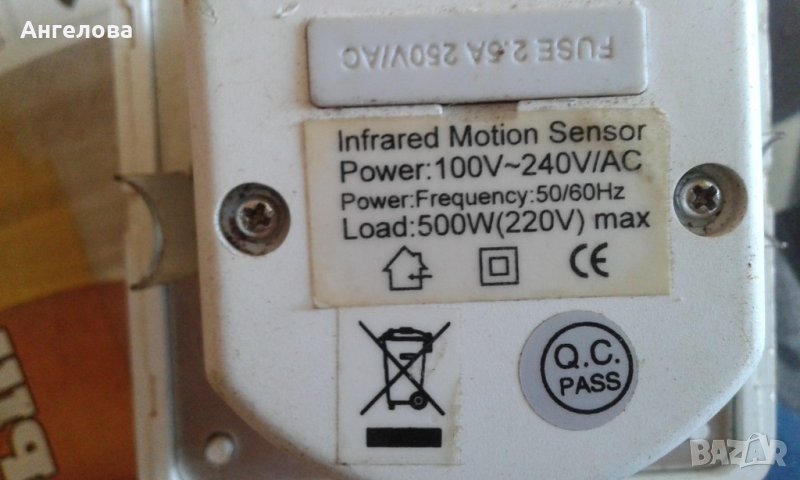 Ангелова
FUSE 2.5A 250V/AC
Infrared Motion Sensor
Power:100V~240V/AC
Power:Frequency:50/60Hz
Load:500W(220V) max
CE
Q.C.
PASS
BAZAR